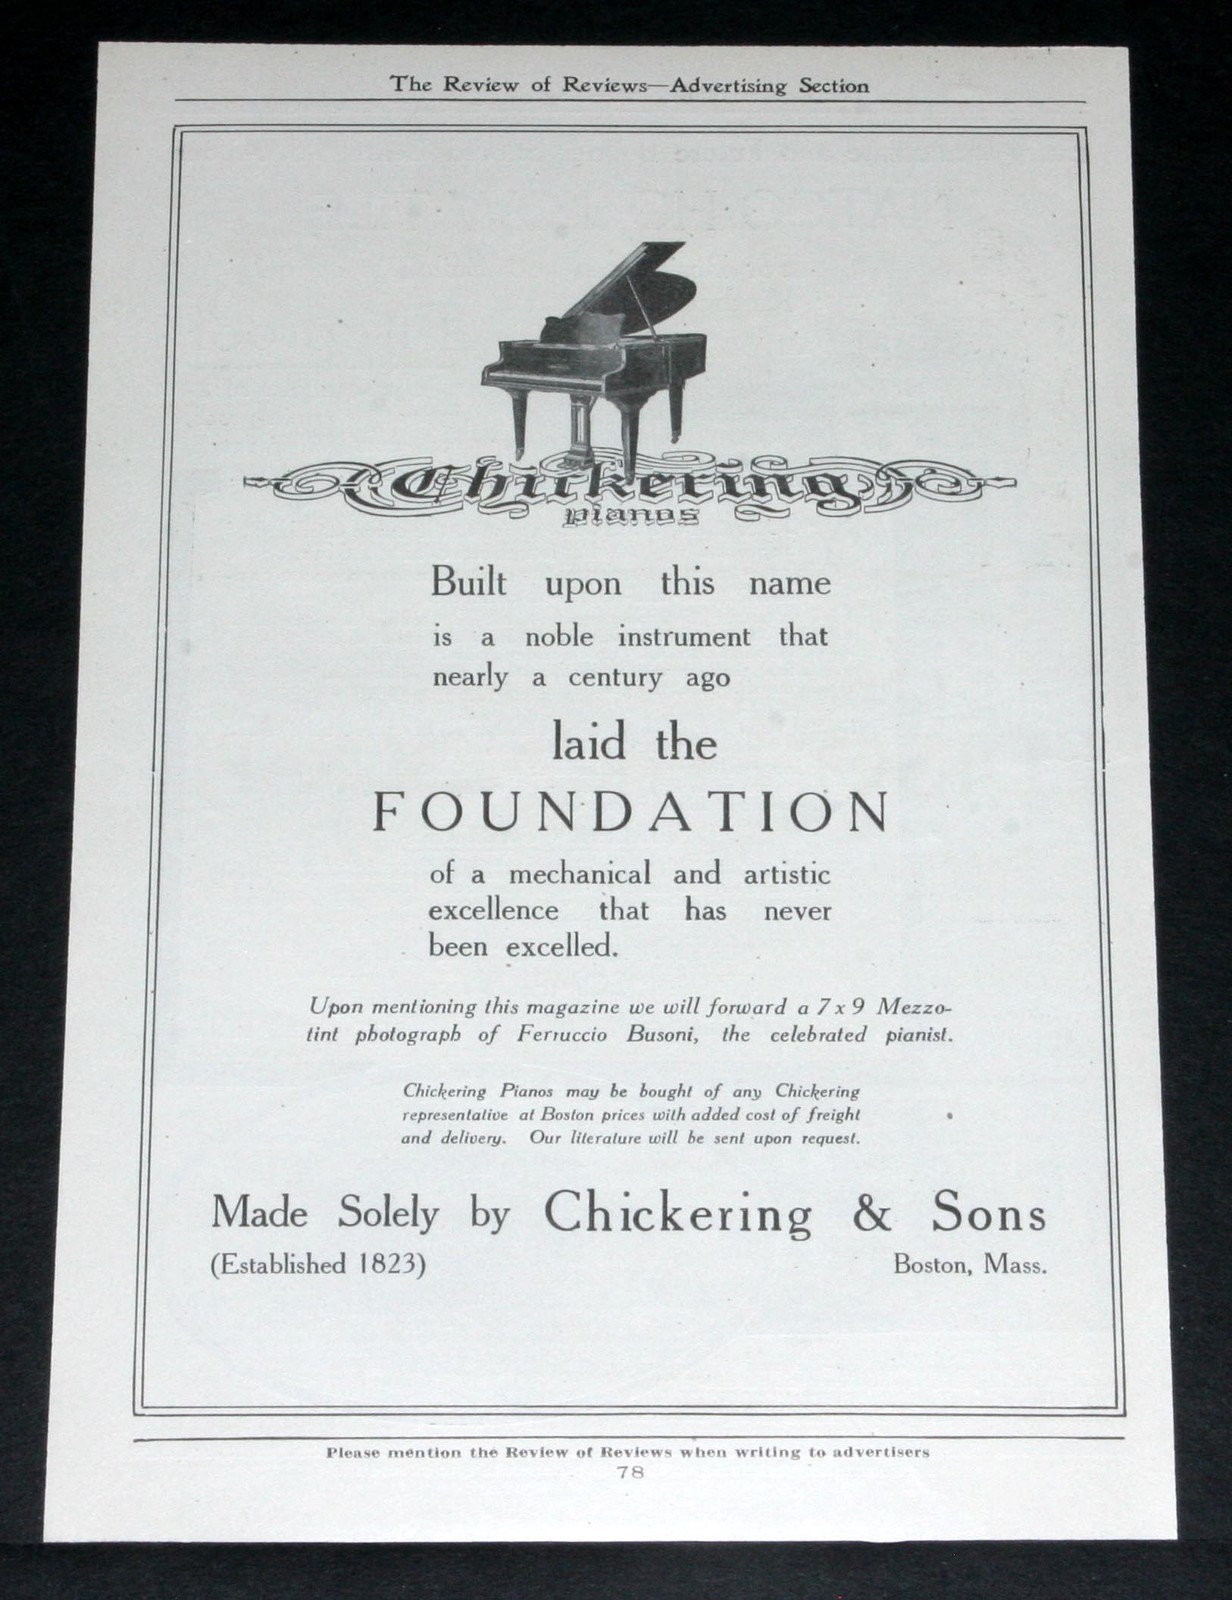 The Review of Reviews—Advertising Section
Chickering
pianos
Built upon this name
is a noble instrument that
nearly a century ago
laid the
FOUNDATION
of a mechanical and artistic
excellence that has never
been excelled.
Upon mentioning this magazine we will forward a 7 x 9 Mezzo-
tint photograph of Ferruccio Busoni, the celebrated pianist.
Chickering Pianos may be bought of any Chickering
representative at Boston prices with added cost of freight
and delivery. Our literature will be sent upon request.
Made Solely by Chickering & Sons
(Established 1823) Boston, Mass.
Please mention the Review of Reviews when writing to advertisers
78